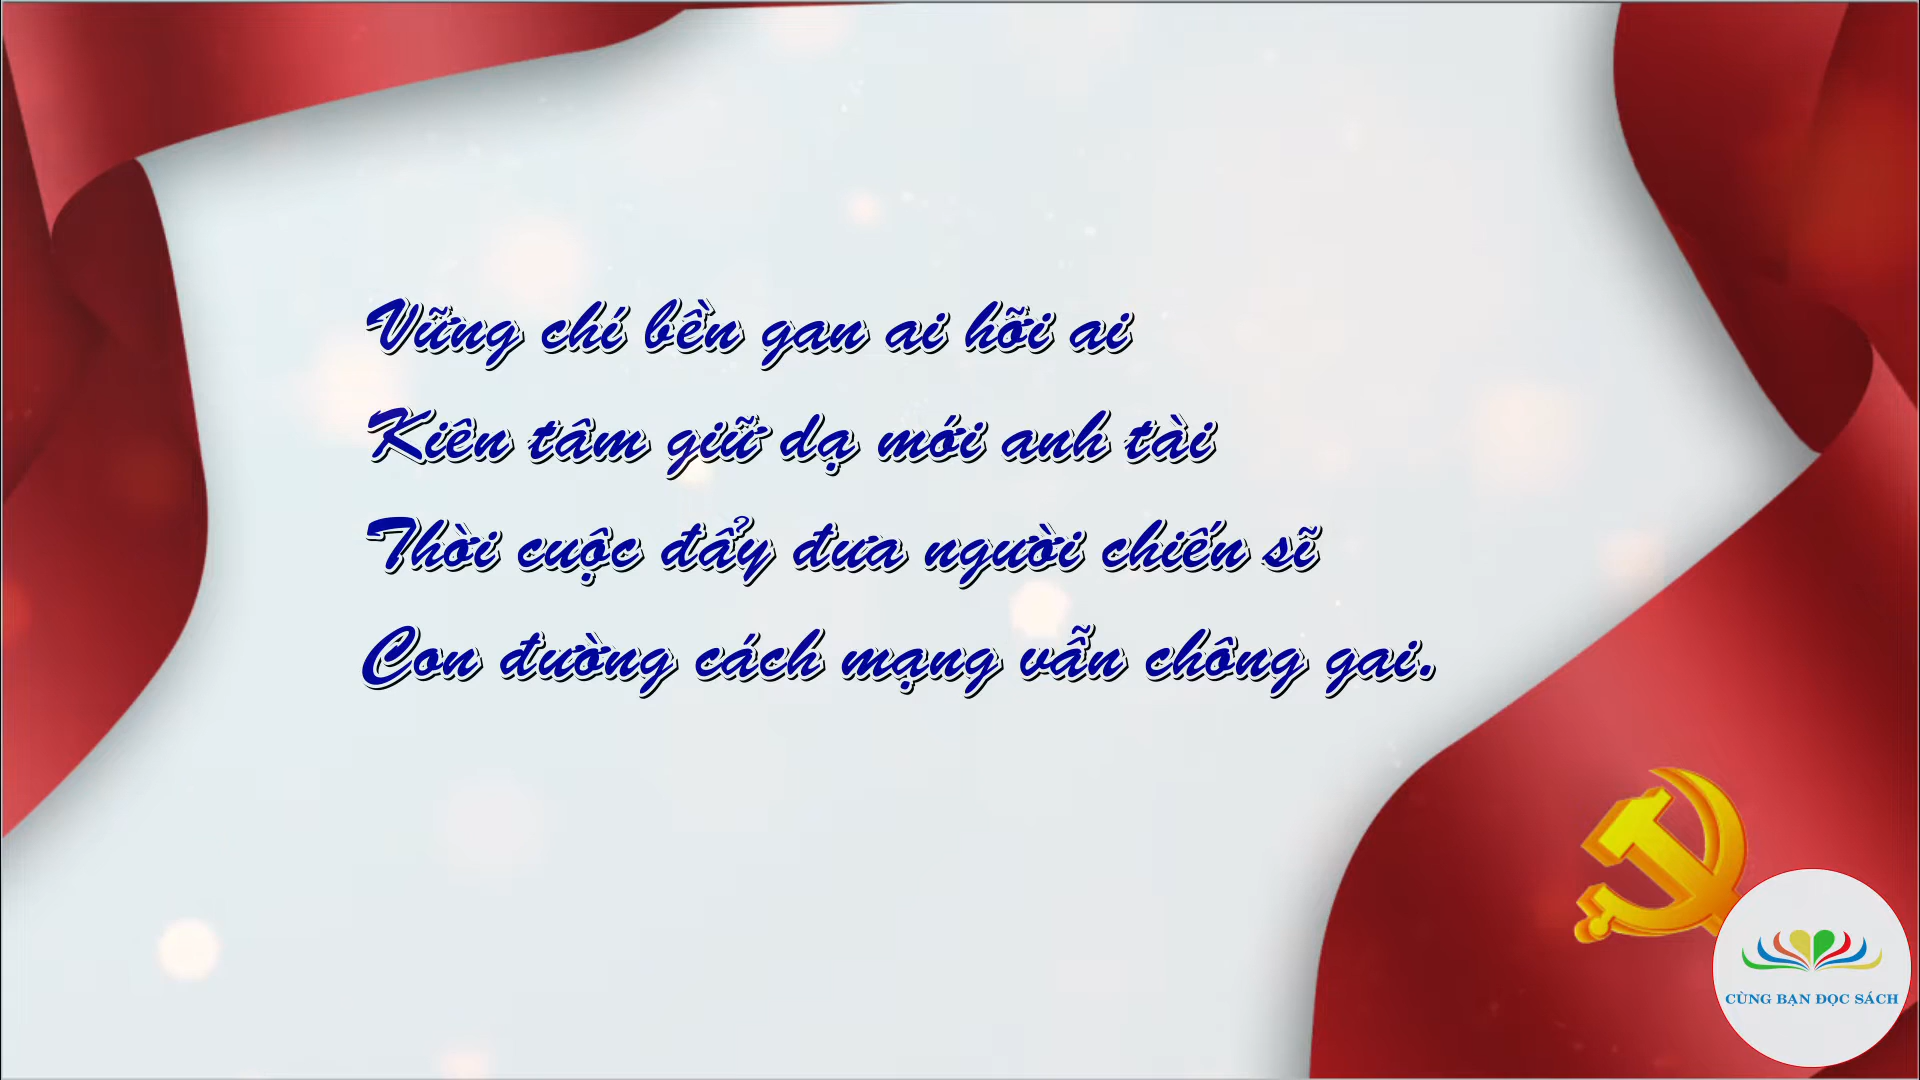 Vững chí bền gan ai hỡi ai
Kiên tâm giữ dạ mới anh tài
Thời cuộc đẩy đưa người chiến sĩ
Con đường cách mạng vẫn chông gai.
CÙNG BẠN ĐỌC SÁCH